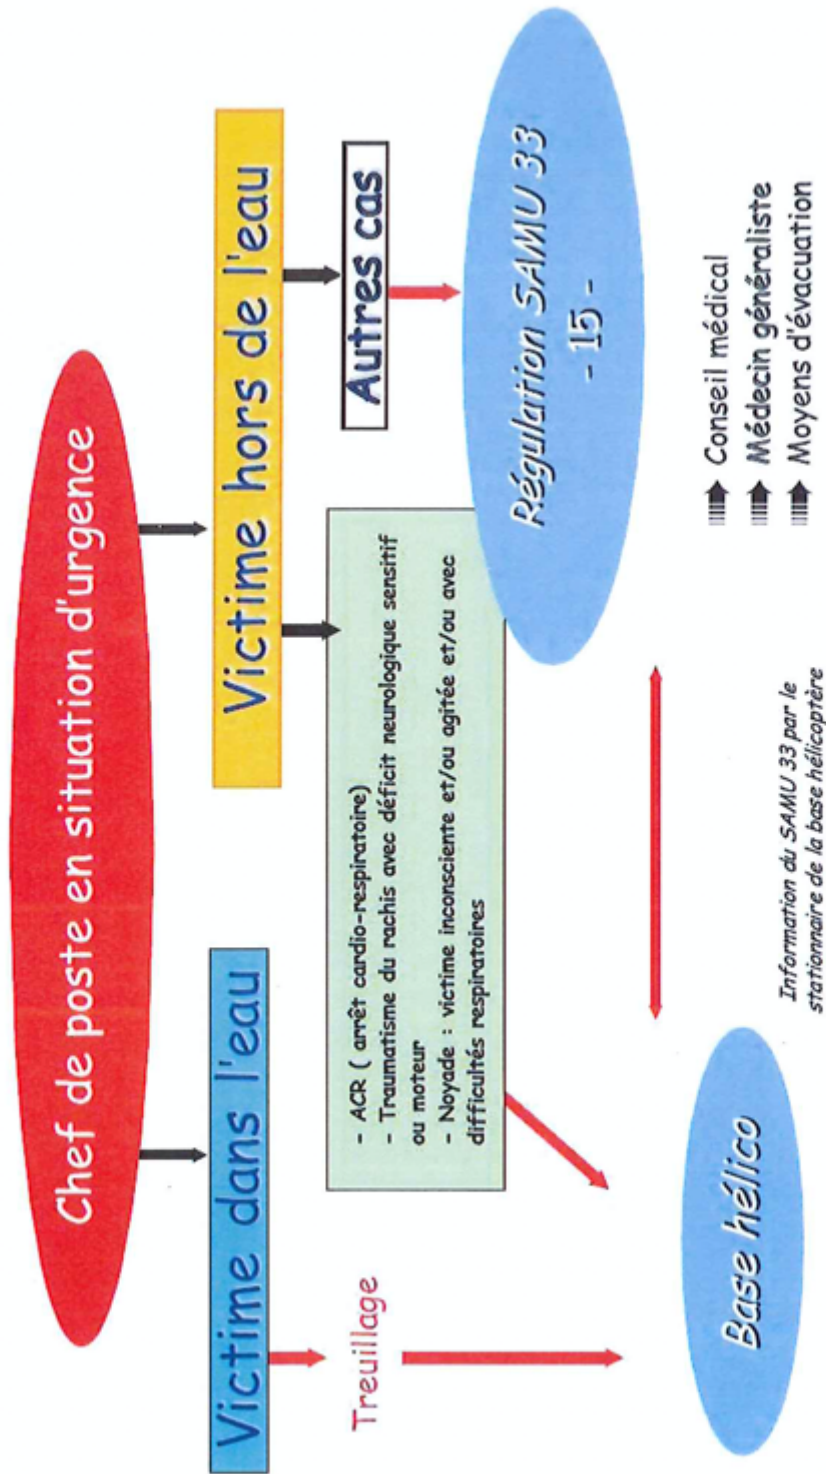 Chef de poste en situation d'urgence
Victime dans l'eau
Victime hors de l'eau
Treuillage
- ACR ( arrêt cardio-respiratoire)
- Traumatisme du rachis avec déficit neurologique sensitif
ou moteur
- Noyade : victime inconsciente et/ou agitée et/ou avec
difficultés respiratoires
Autres cas
Régulation SAMU 33
- 15 -
Base hélico
Information du SAMU 33 par le
stationnaire de la base hélicoptère
Conseil médical
Médecin généraliste
Moyens d'évacuation